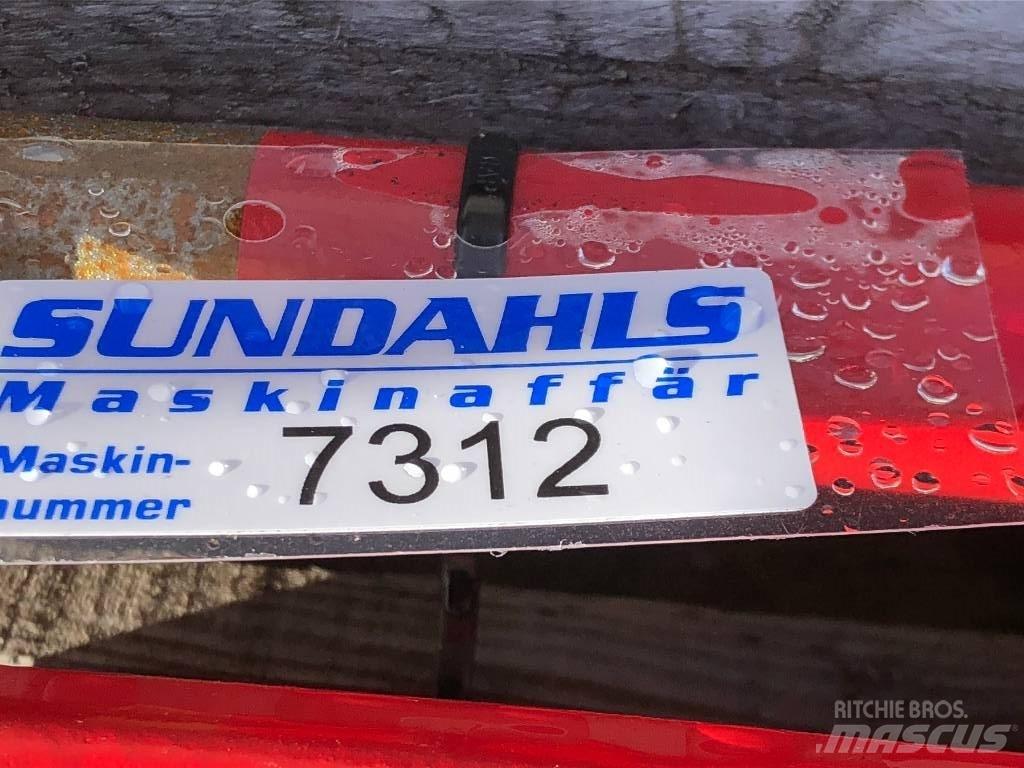 SUNDAHLS
Maskinaffär
Maskin-
nummer
7312
RITCHIE BROS.
MASCUS